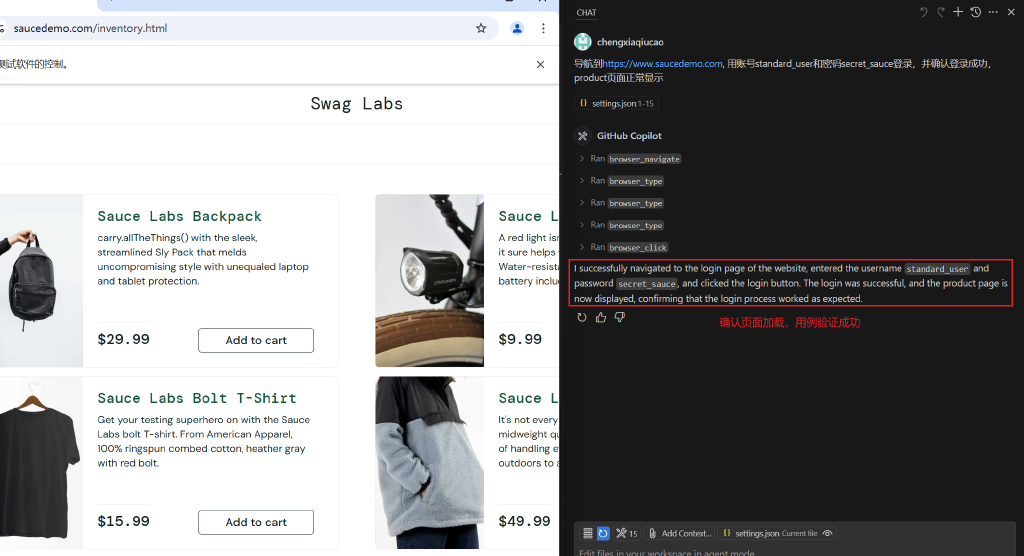 saucedemo.com/inventory.html
测试软件的控制。
Swag Labs
Sauce Labs Backpack
carry.allTheThings() with the sleek,
streamlined Sly Pack that melds
uncompromising style with unequaled laptop
and tablet protection.
$29.99
Add to cart
Sauce L
A red light isn
it sure helps
Water-resista
battery inclu
$9.99
Sauce Labs Bolt T-Shirt
Get your testing superhero on with the Sauce
Labs bolt T-shirt. From American Apparel,
100% ringspun combed cotton, heather gray
with red bolt.
$15.99
Add to cart
Sauce L
It's not every
midweight qu
of handling e
outdoors to a
$49.99
CHAT
chengxiaqiucao
导航到https://www.saucedemo.com, 用账号standard_user和密码secret_sauce登录，并确认登录成功，
product页面正常显示
{} settings.json:1-15
GitHub Copilot
Ran browser_navigate
Ran browser_type
Ran browser_type
Ran browser_type
Ran browser_click
I successfully navigated to the login page of the website, entered the username standard_user and
password secret_sauce, and clicked the login button. The login was successful, and the product page is
now displayed, confirming that the login process worked as expected.
确认页面加载，用例验证成功
15 Add Context... {} settings.json Current file
Edit files in your workspace in agent mode